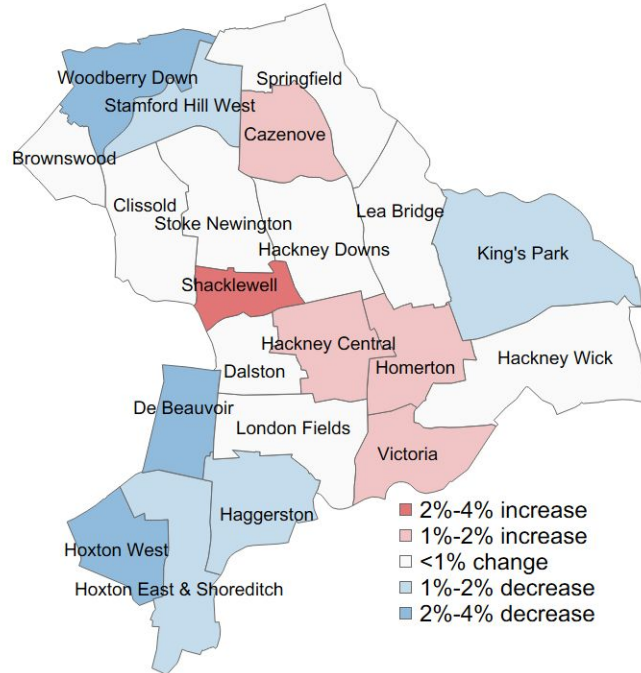 Woodberry Down
Springfield
Stamford Hill West
Cazenove
Brownswood
Clissold
Lea Bridge
Stoke Newington
Hackney Downs
King's Park
Shacklewell
Hackney Central
Hackney Wick
Dalston
Homerton
De Beauvoir
London Fields
Victoria
Haggerston
Hoxton West
Hoxton East & Shoreditch
2%-4% increase
1%-2% increase
<1% change
1%-2% decrease
2%-4% decrease